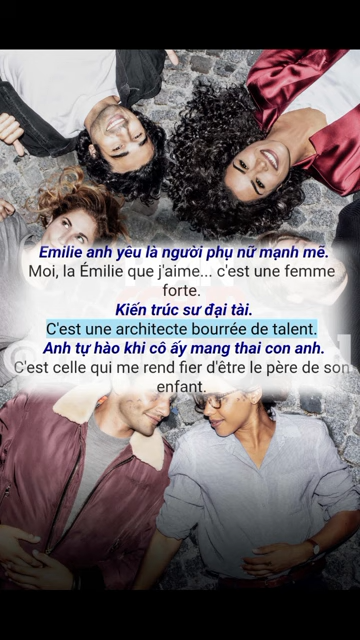 Emilie anh yêu là người phụ nữ mạnh mẽ.
Moi, la Émilie que j'aime... c'est une femme
forte.
Kiến trúc sư đại tài.
C'est une architecte bourrée de talent.
Anh tự hào khi cô ấy mang thai con anh.
C'est celle qui me rend fier d'être le père de son
enfant.